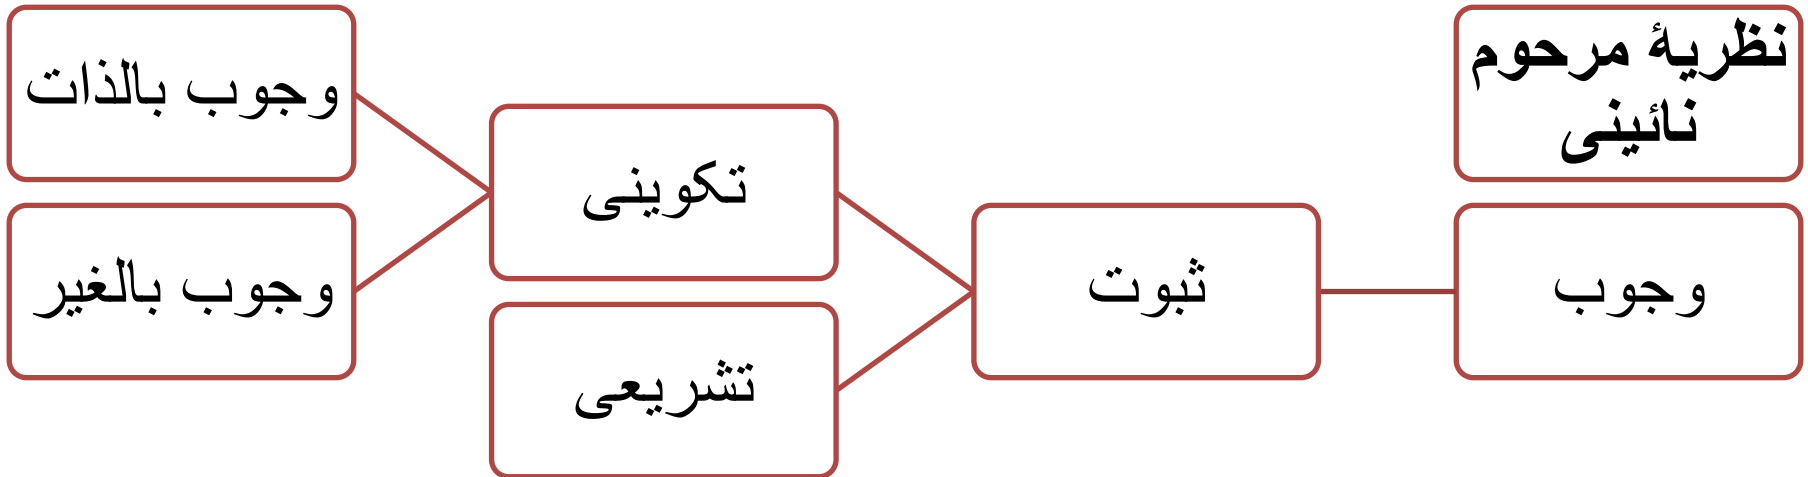 نظریهٔ مرحوم
نائینی
وجوب
ثبوت
تکوینی
تشریعی
وجوب بالذات
وجوب بالغیر